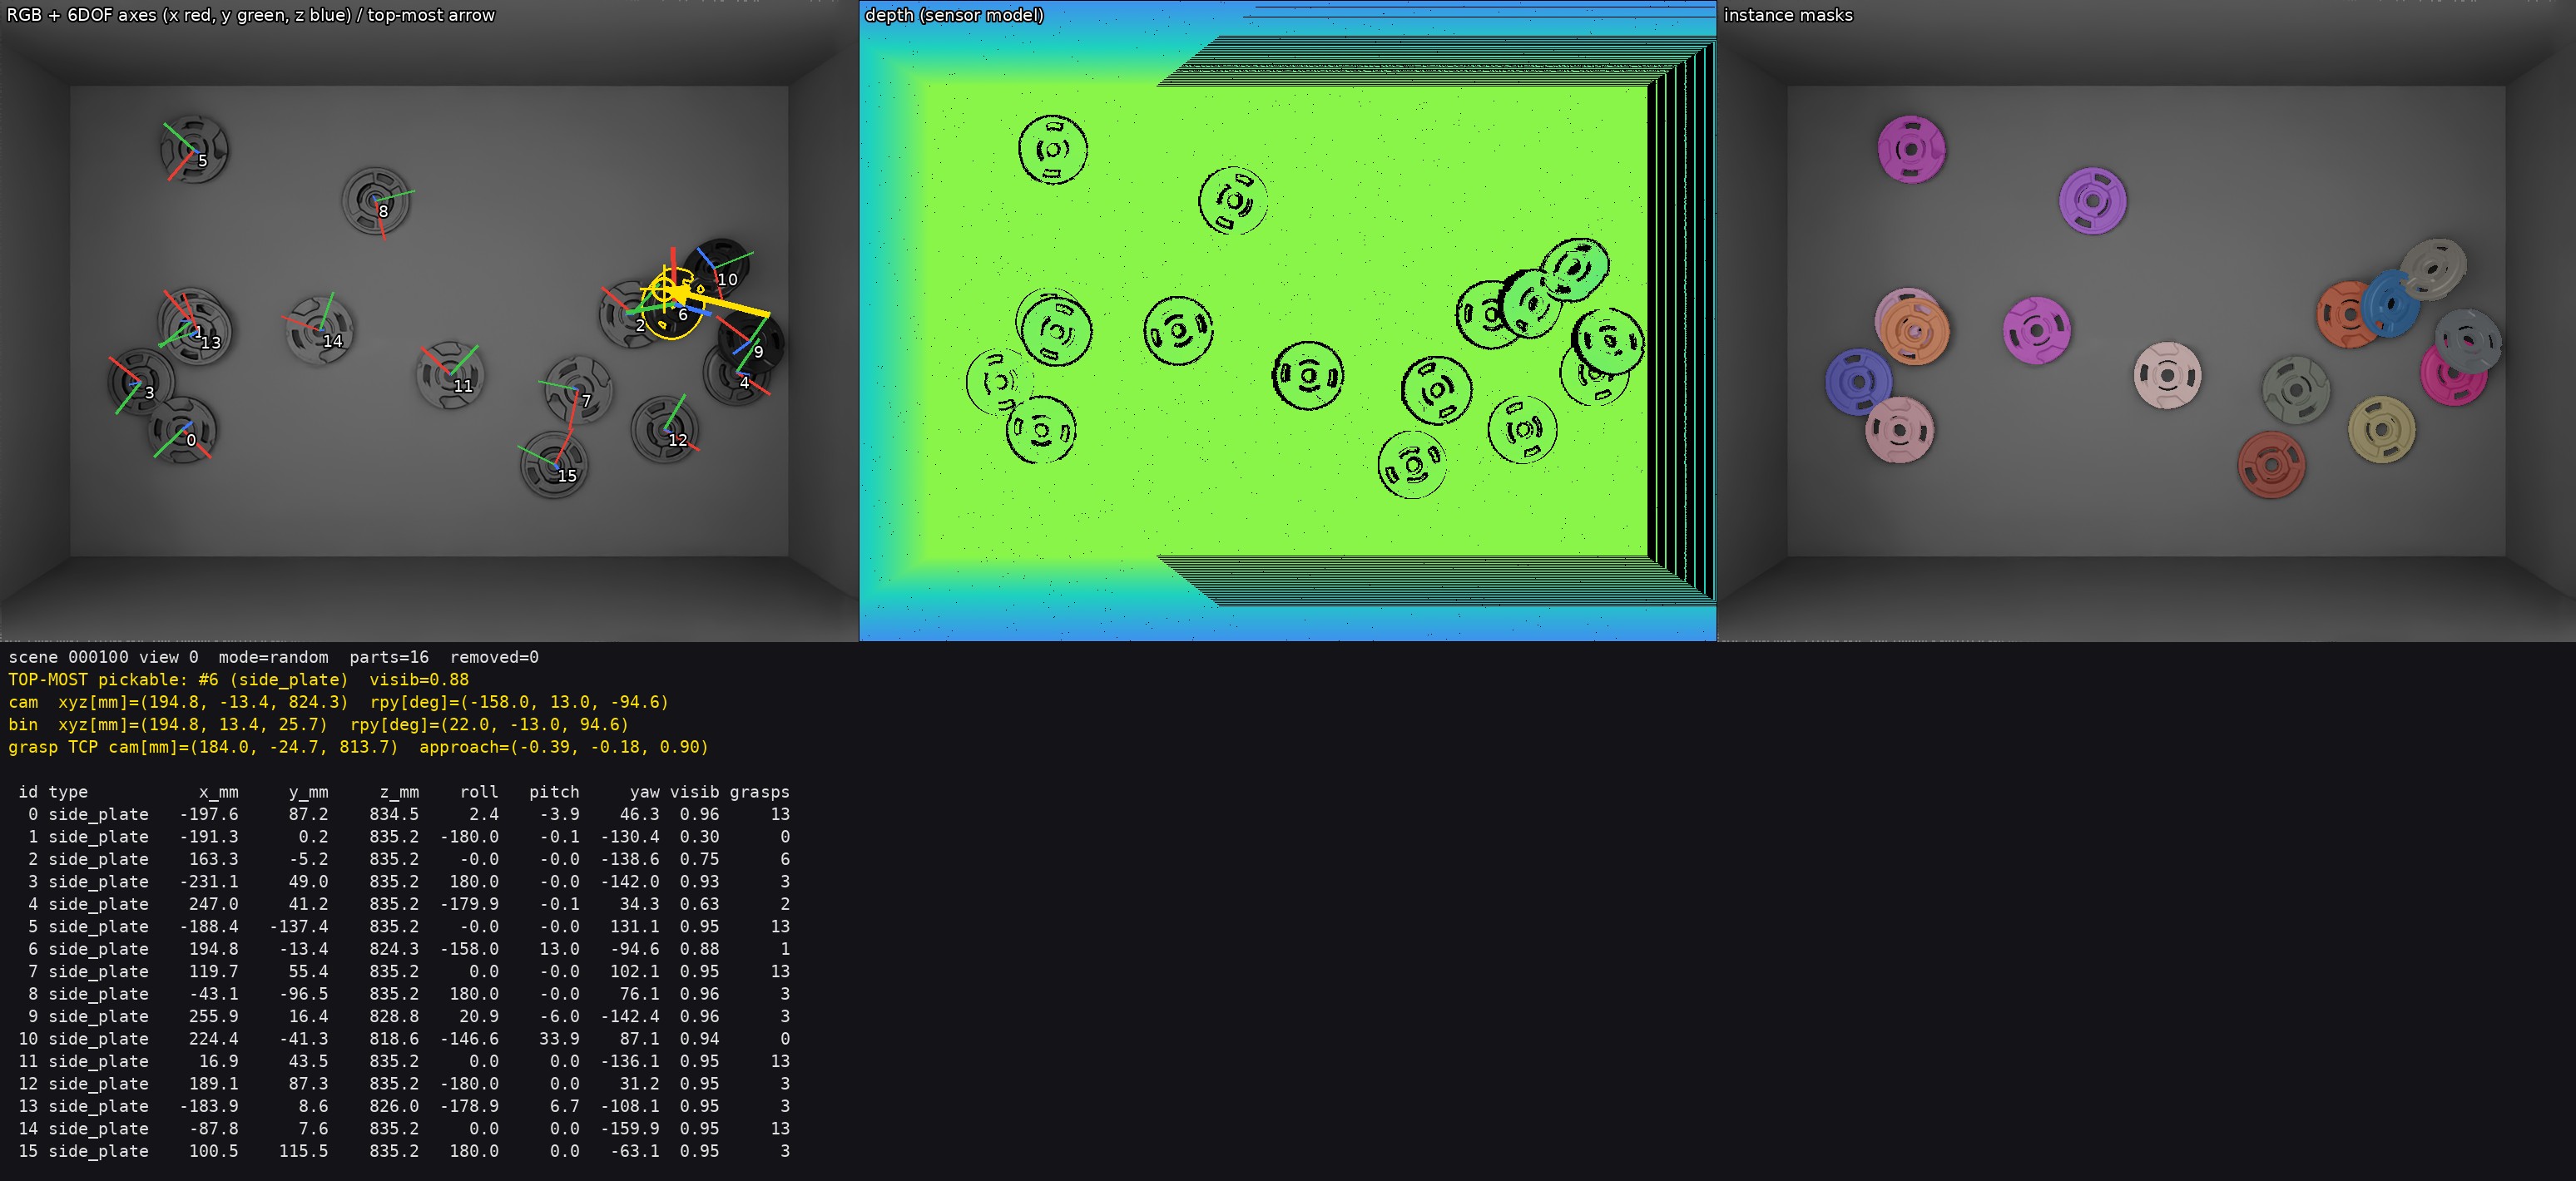 RGB + 6DOF axes (x red, y green, z blue) / top-most arrow
depth (sensor model)
instance masks
5
8
10
6
2
9
4
1
13
14
3
11
7
0
12
15
scene 000100 view 0  mode=random  parts=16  removed=0
TOP-MOST pickable: #6 (side_plate)  visib=0.88
cam  xyz[mm]=(194.8, -13.4, 824.3)  rpy[deg]=(-158.0, 13.0, -94.6)
bin  xyz[mm]=(194.8, 13.4, 25.7)  rpy[deg]=(22.0, -13.0, 94.6)
grasp TCP cam[mm]=(184.0, -24.7, 813.7)  approach=(-0.39, -0.18, 0.90)
id type x_mm y_mm z_mm roll pitch yaw visib grasps
0 side_plate -197.6 87.2 834.5 2.4 -3.9 46.3 0.96 13
1 side_plate -191.3 0.2 835.2 -180.0 -0.1 -130.4 0.30 0
2 side_plate 163.3 -5.2 835.2 -0.0 -0.0 -138.6 0.75 6
3 side_plate -231.1 49.0 835.2 180.0 -0.0 -142.0 0.93 3
4 side_plate 247.0 41.2 835.2 -179.9 -0.1 34.3 0.63 2
5 side_plate -188.4 -137.4 835.2 -0.0 -0.0 131.1 0.95 13
6 side_plate 194.8 -13.4 824.3 -158.0 13.0 -94.6 0.88 1
7 side_plate 119.7 55.4 835.2 0.0 -0.0 102.1 0.95 13
8 side_plate -43.1 -96.5 835.2 180.0 -0.0 76.1 0.96 3
9 side_plate 255.9 16.4 828.8 20.9 -6.0 -142.4 0.96 3
10 side_plate 224.4 -41.3 818.6 -146.6 33.9 87.1 0.94 0
11 side_plate 16.9 43.5 835.2 0.0 0.0 -136.1 0.95 13
12 side_plate 189.1 87.3 835.2 -180.0 0.0 31.2 0.95 3
13 side_plate -183.9 8.6 826.0 -178.9 6.7 -108.1 0.95 3
14 side_plate -87.8 7.6 835.2 0.0 0.0 -159.9 0.95 13
15 side_plate 100.5 115.5 835.2 180.0 0.0 -63.1 0.95 3